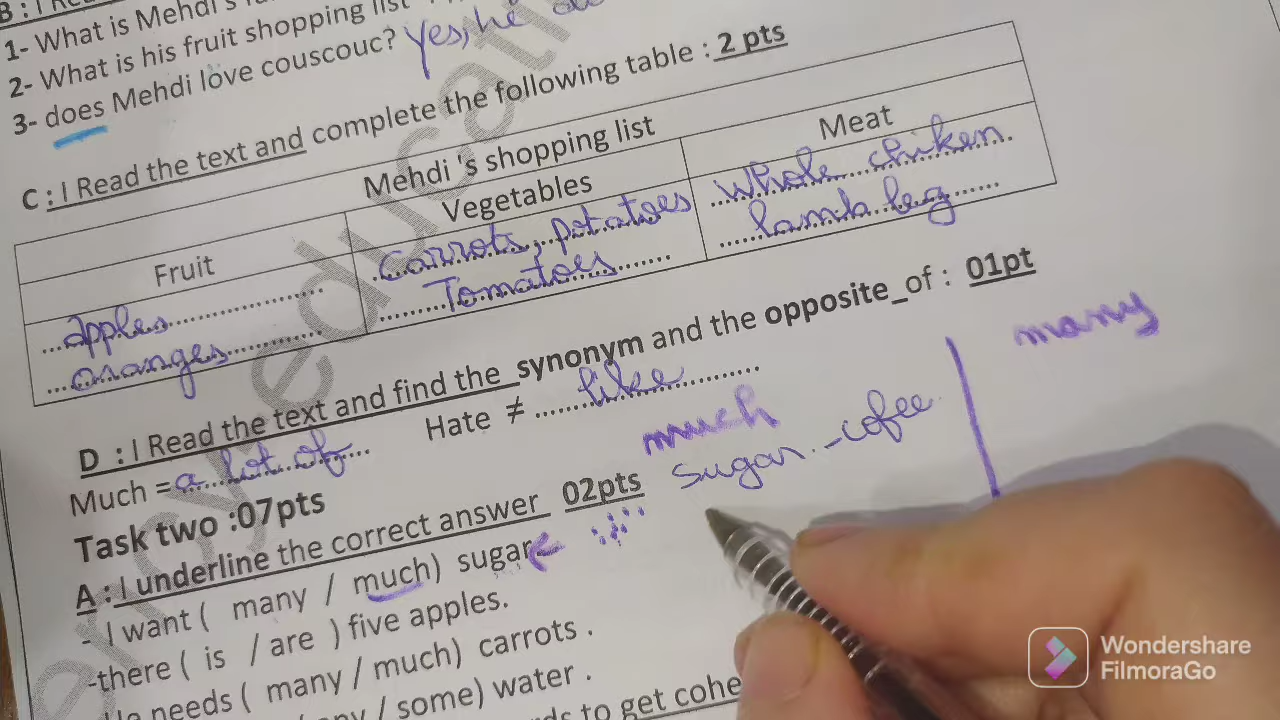 B : I Read
1- What is Mehdi's
2- What is his fruit shopping list
3- does Mehdi love couscouc? Yes, he
C : I Read the text and complete the following table : 2 pts
Mehdi 's shopping list
Fruit Vegetables Meat
apples oranges
Carrots, potatoes Tomatoes
Whole chiken. lamb leg
D : I Read the text and find the synonym and the opposite of : 01pt
Much = a lot of Hate ≠ like
much many
sugar - cofee
Task two :07pts
A : I underline the correct answer 02pts
- I want ( many / much) sugar
-there ( is / are ) five apples.
needs ( many / much) carrots .
/ some) water .
to get
Wondershare
FilmoraGo